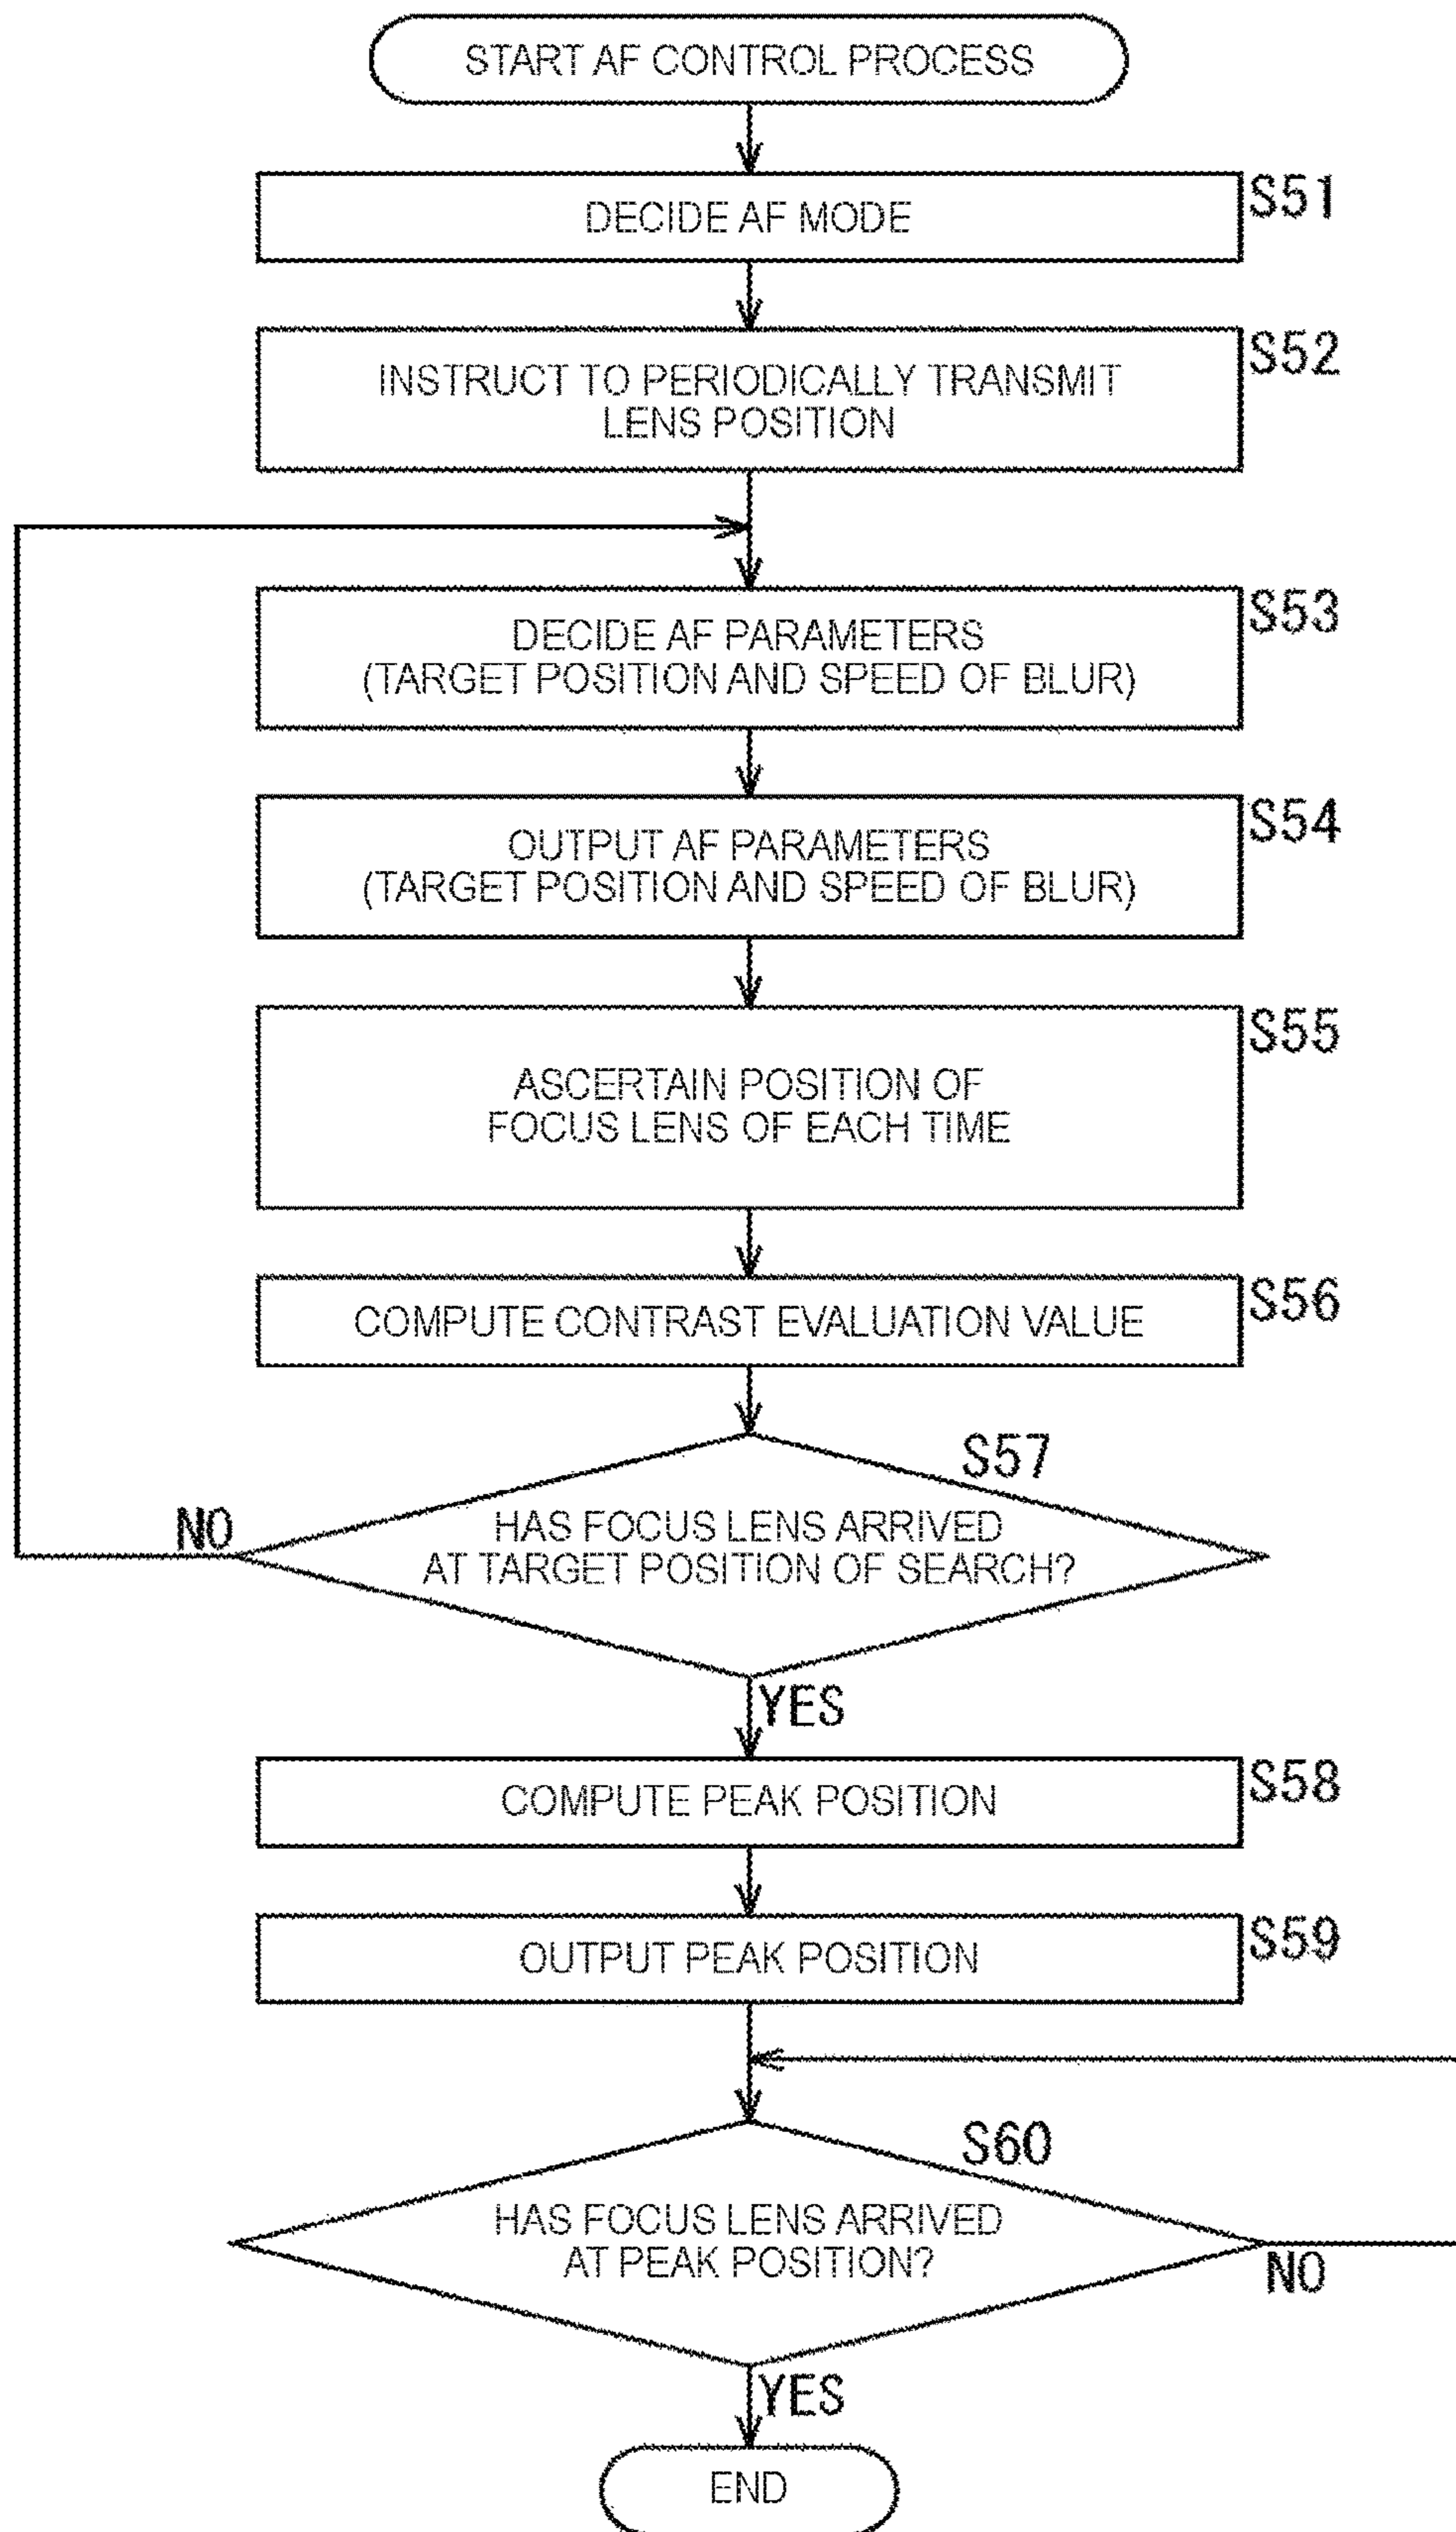 START AF CONTROL PROCESS
S51
DECIDE AF MODE
S52
INSTRUCT TO PERIODICALLY TRANSMIT
LENS POSITION
S53
DECIDE AF PARAMETERS
(TARGET POSITION AND SPEED OF BLUR)
S54
OUTPUT AF PARAMETERS
(TARGET POSITION AND SPEED OF BLUR)
S55
ASCERTAIN POSITION OF
FOCUS LENS OF EACH TIME
S56
COMPUTE CONTRAST EVALUATION VALUE
S57
NO
HAS FOCUS LENS ARRIVED
AT TARGET POSITION OF SEARCH?
YES
S58
COMPUTE PEAK POSITION
S59
OUTPUT PEAK POSITION
S60
HAS FOCUS LENS ARRIVED
AT PEAK POSITION?
NO
YES
END